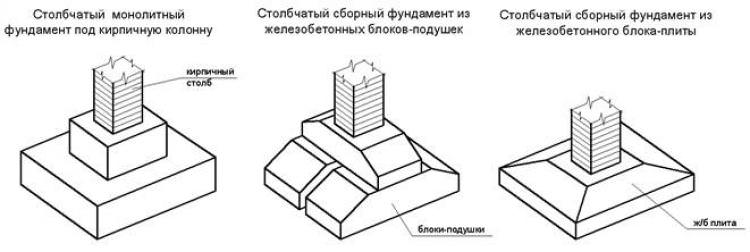 Столбчатый монолитный
фундамент под кирпичную колонну
Столбчатый сборный фундамент из
железобетонных блоков-подушек
Столбчатый сборный фундамент из
железобетонного блока-плиты
кирпичный
столб
блоки-подушки
ж/б плита